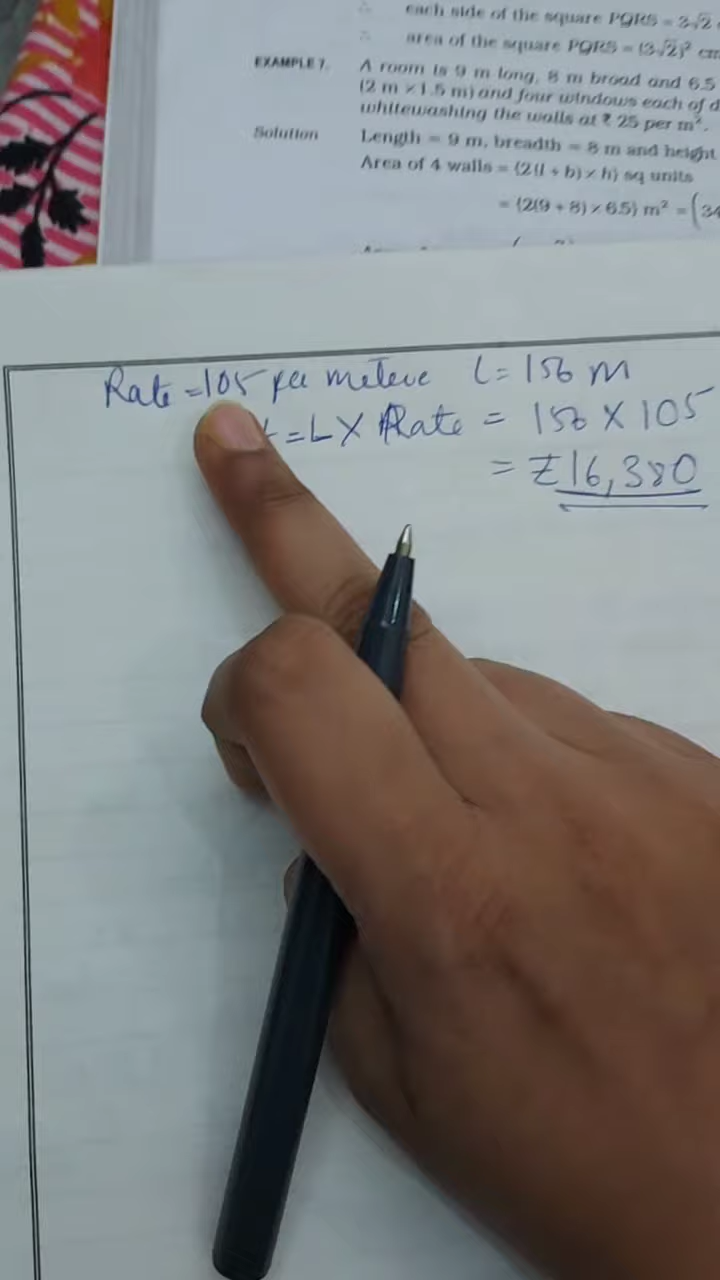 ∴ each side of the square PQRS = 3√2
∴ area of the square PQRS = (3√2)² cm
EXAMPLE 7. A room is 9 m long, 8 m broad and 6.5
(2 m × 1.5 m) and four windows each of d
whitewashing the walls at ₹ 25 per m².
Solution Length = 9 m, breadth = 8 m and height
Area of 4 walls = {2(l + b) × h} sq units
= {2(9 + 8) × 6.5} m² = (34
Rate = 105 per metere L = 156 m
= L × Rate = 156 × 105
= ₹16,380